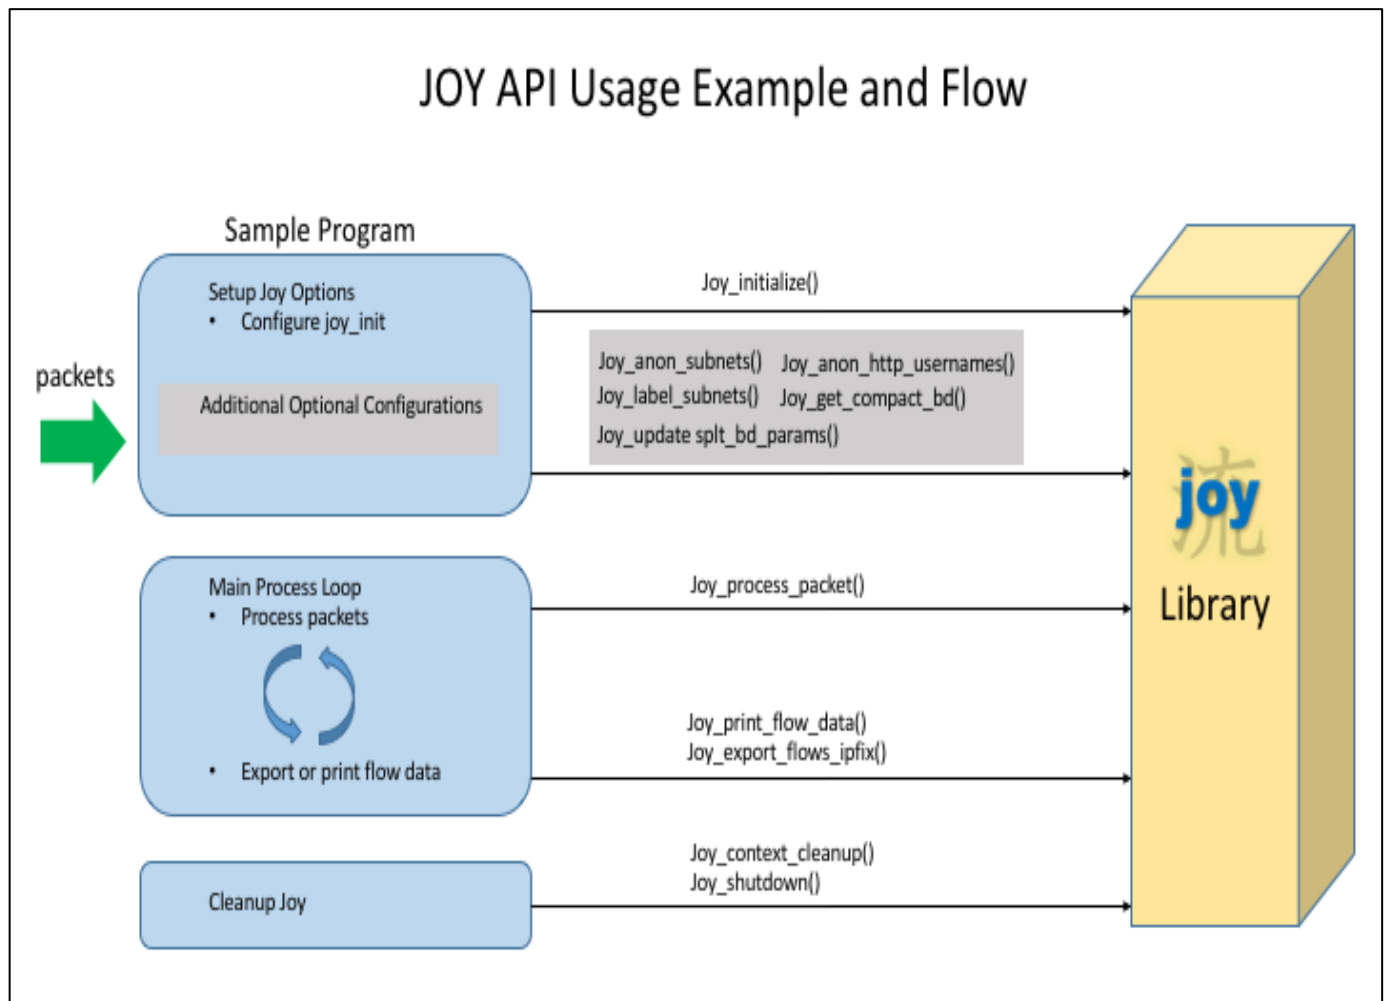 JOY API Usage Example and Flow
Sample Program
packets
Setup Joy Options
• Configure joy_init
Additional Optional Configurations
Joy_initialize()
Joy_anon_subnets() Joy_anon_http_usernames()
Joy_label_subnets() Joy_get_compact_bd()
Joy_update splt_bd_params()
Main Process Loop
• Process packets
• Export or print flow data
Joy_process_packet()
Joy_print_flow_data()
Joy_export_flows_ipfix()
Cleanup Joy
Joy_context_cleanup()
Joy_shutdown()
流
joy
Library